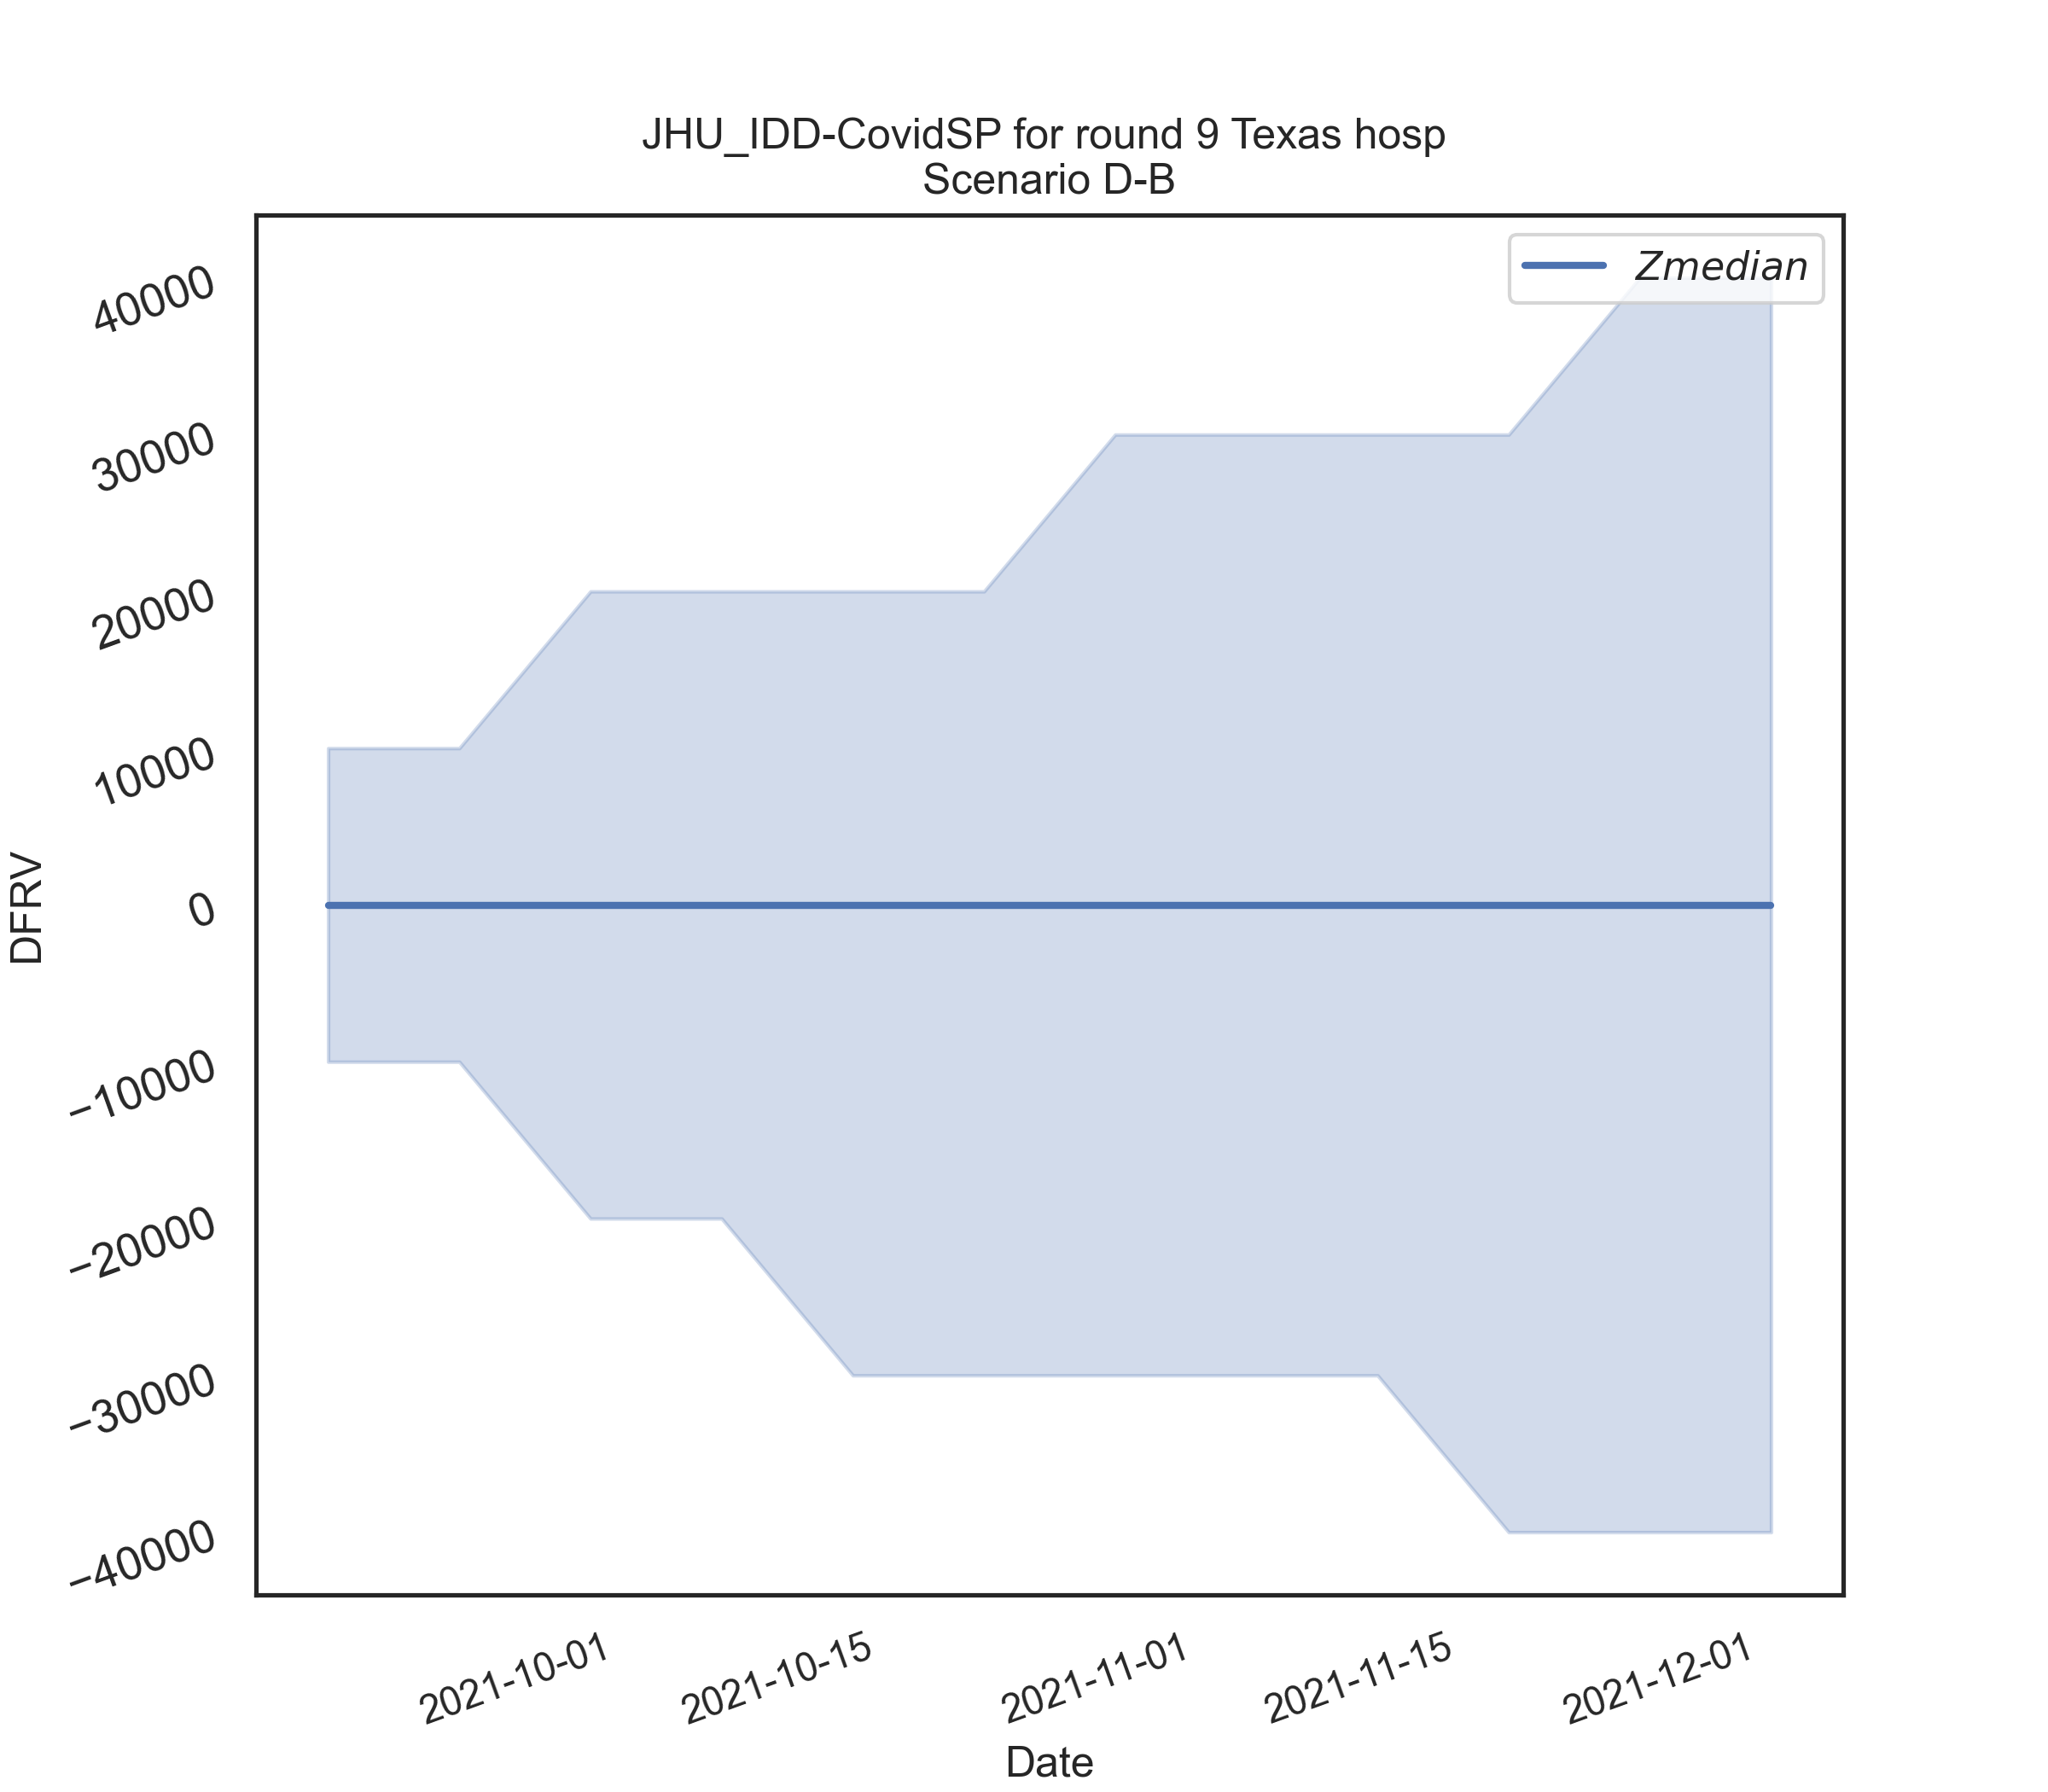 JHU_IDD-CovidSP for round 9 Texas hosp
Scenario D-B
Zmedian
40000
30000
20000
10000
0
−10000
−20000
−30000
−40000
DFRV
2021-10-01
2021-10-15
2021-11-01
2021-11-15
2021-12-01
Date